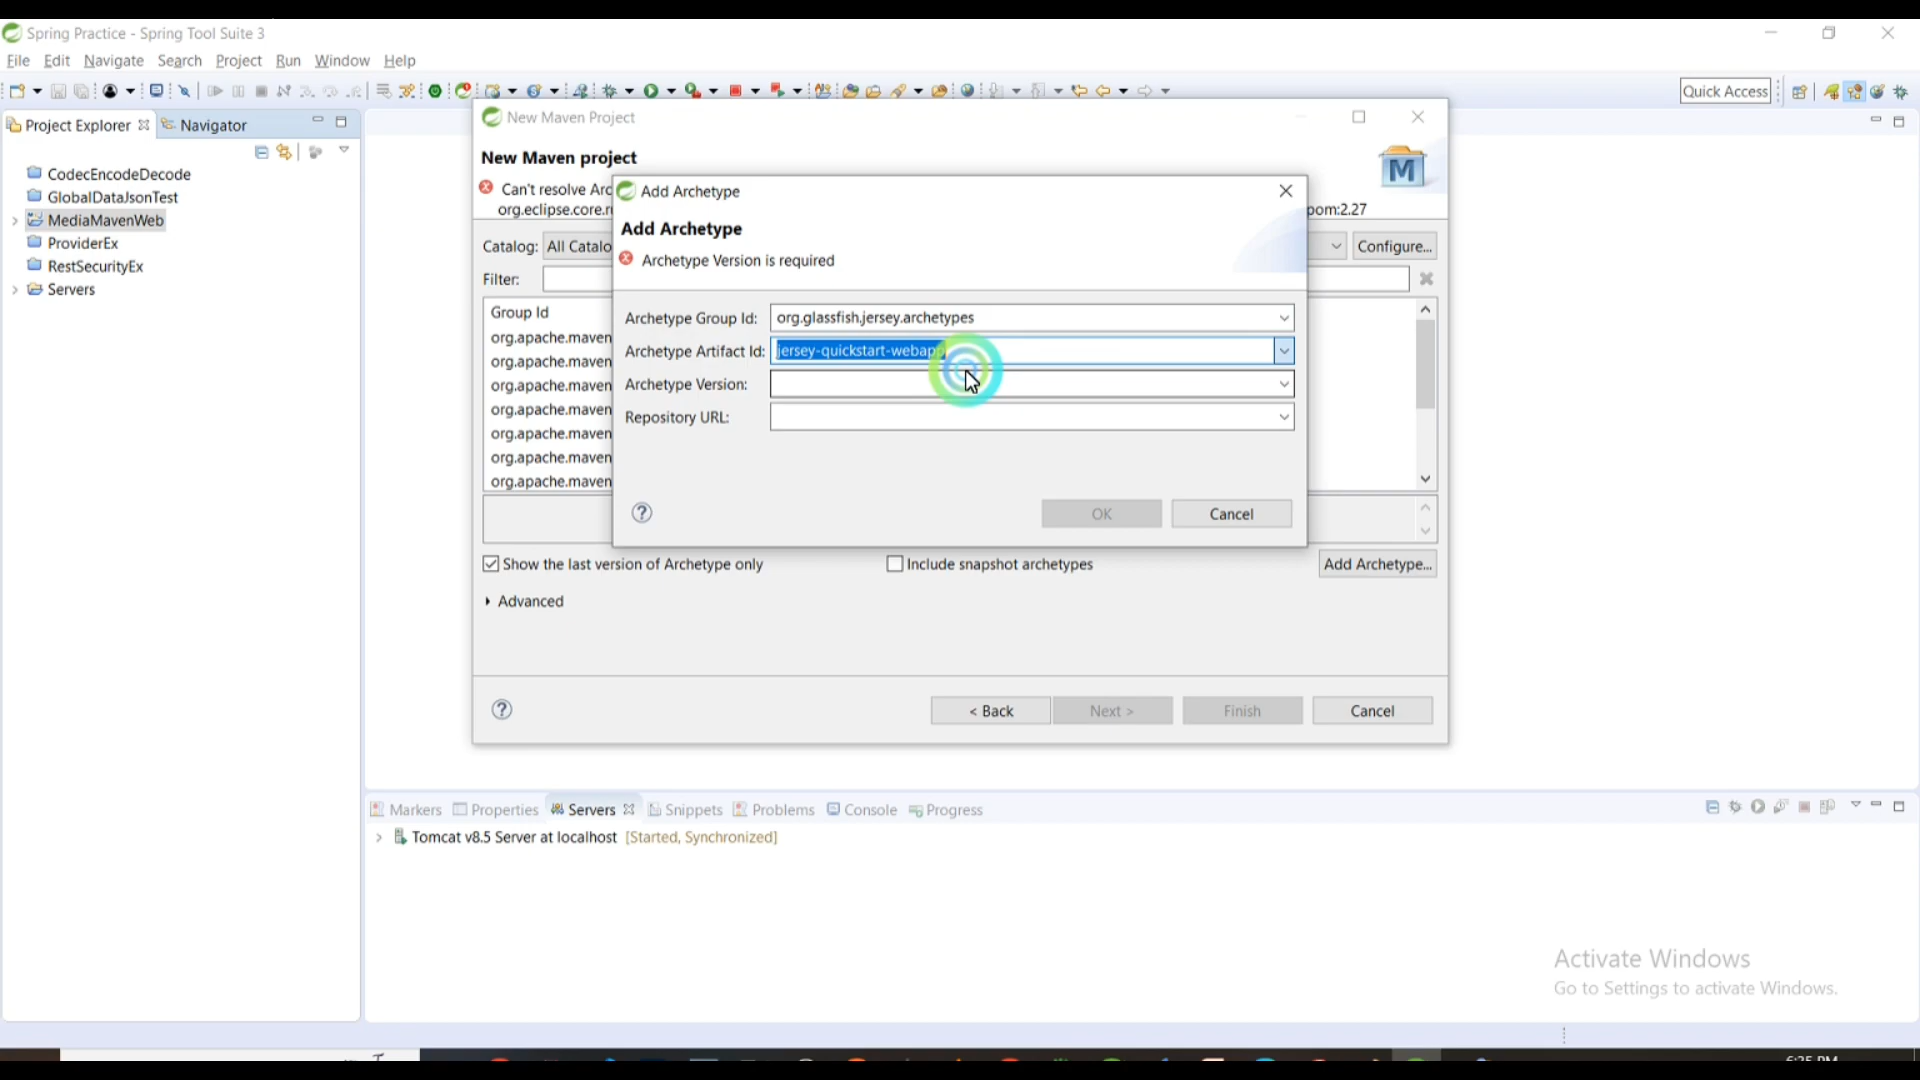 Spring Practice - Spring Tool Suite 3
File Edit Navigate Search Project Run Window Help
Quick Access
Project Explorer Navigator
CodecEncodeDecode
GlobalDataJsonTest
MediaMavenWeb
ProviderEx
RestSecurityEx
Servers
New Maven Project
New Maven project
Can't resolve Arc
org.eclipse.core.r pom:2.27
Catalog: All Catalo Configure...
Filter:
Group Id
org.apache.maven
org.apache.maven
org.apache.maven
org.apache.maven
org.apache.maven
org.apache.maven
org.apache.maven
Add Archetype
Add Archetype
Archetype Version is required
Archetype Group Id: org.glassfish.jersey.archetypes
Archetype Artifact Id: jersey-quickstart-webapp
Archetype Version:
Repository URL:
OK Cancel
Show the last version of Archetype only Include snapshot archetypes Add Archetype...
Advanced
< Back Next > Finish Cancel
Markers Properties Servers Snippets Problems Console Progress
Tomcat v8.5 Server at localhost [Started, Synchronized]
Activate Windows
Go to Settings to activate Windows.
6:35 PM